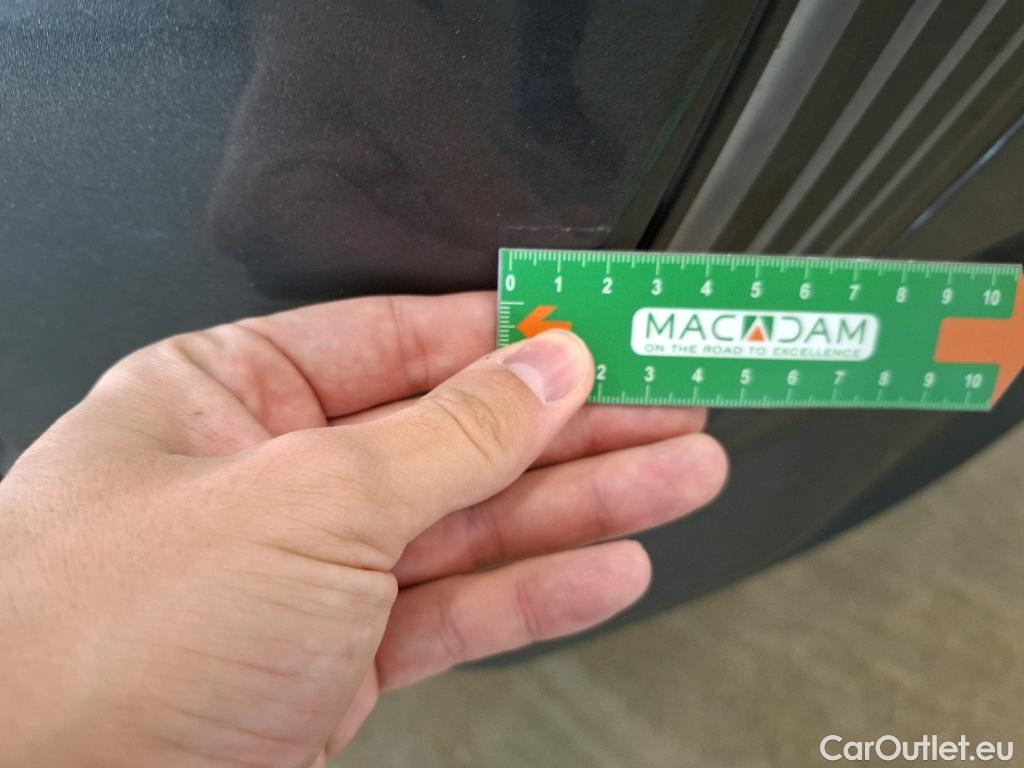 0 1 2 3 4 5 6 7 8 9 10
MACADAM
ON THE ROAD TO EXCELLENCE
2 3 4 5 6 7 8 9 10
CarOutlet.eu